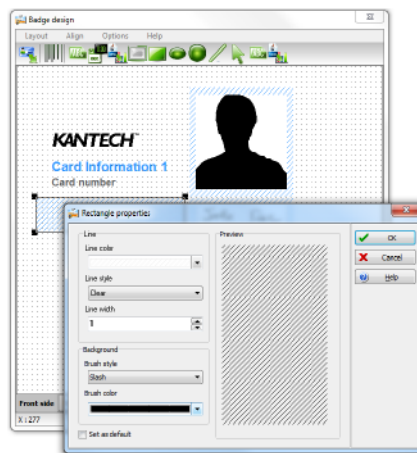 Badge design
Layout Align Options Help
KANTECH
Card Information 1
Card number
Rectangle properties
Line
Line color
Line style
Clear
Line width
1
Background
Brush style
Slash
Brush color
Set as default
Preview
OK
Cancel
Help
Front side
X : 277